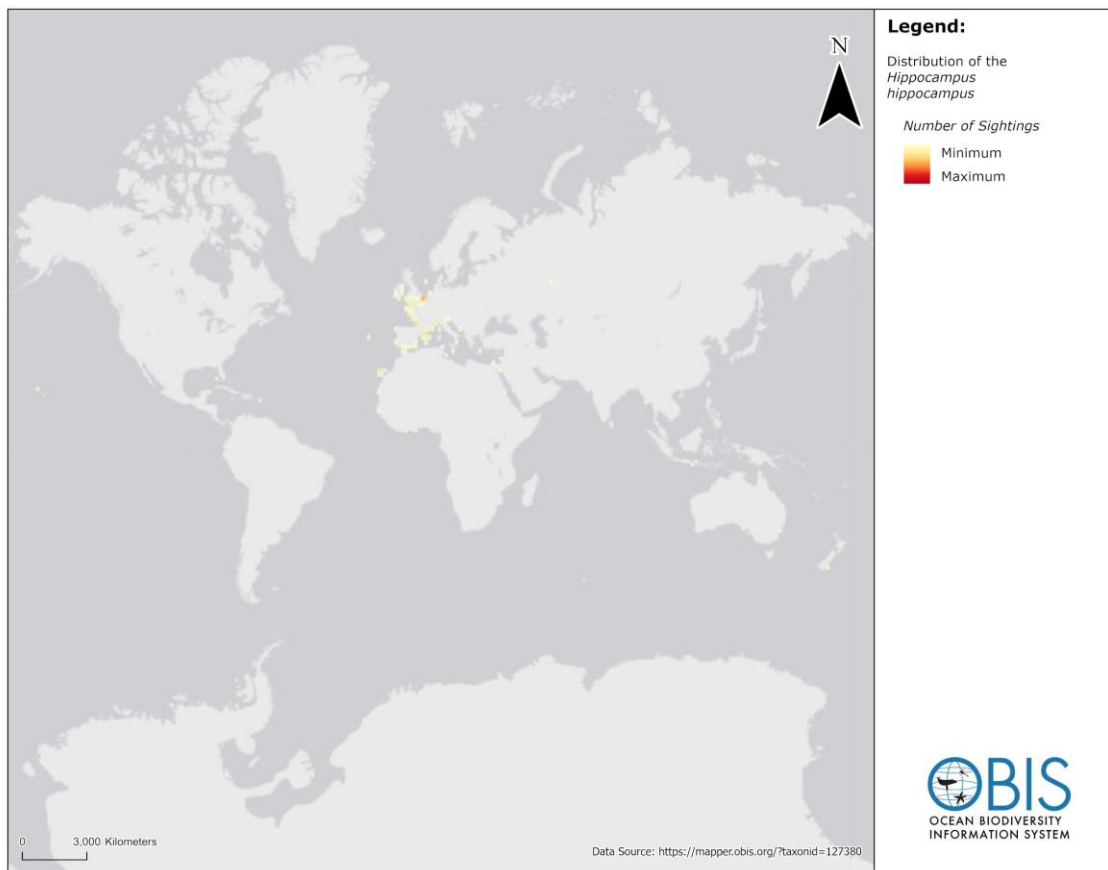 N
Legend:
Distribution of the
Hippocampus
hippocampus
Number of Sightings
Minimum
Maximum
0 3,000 Kilometers
Data Source: https://mapper.obis.org/?taxonid=127380
OBIS
OCEAN BIODIVERSITY
INFORMATION SYSTEM